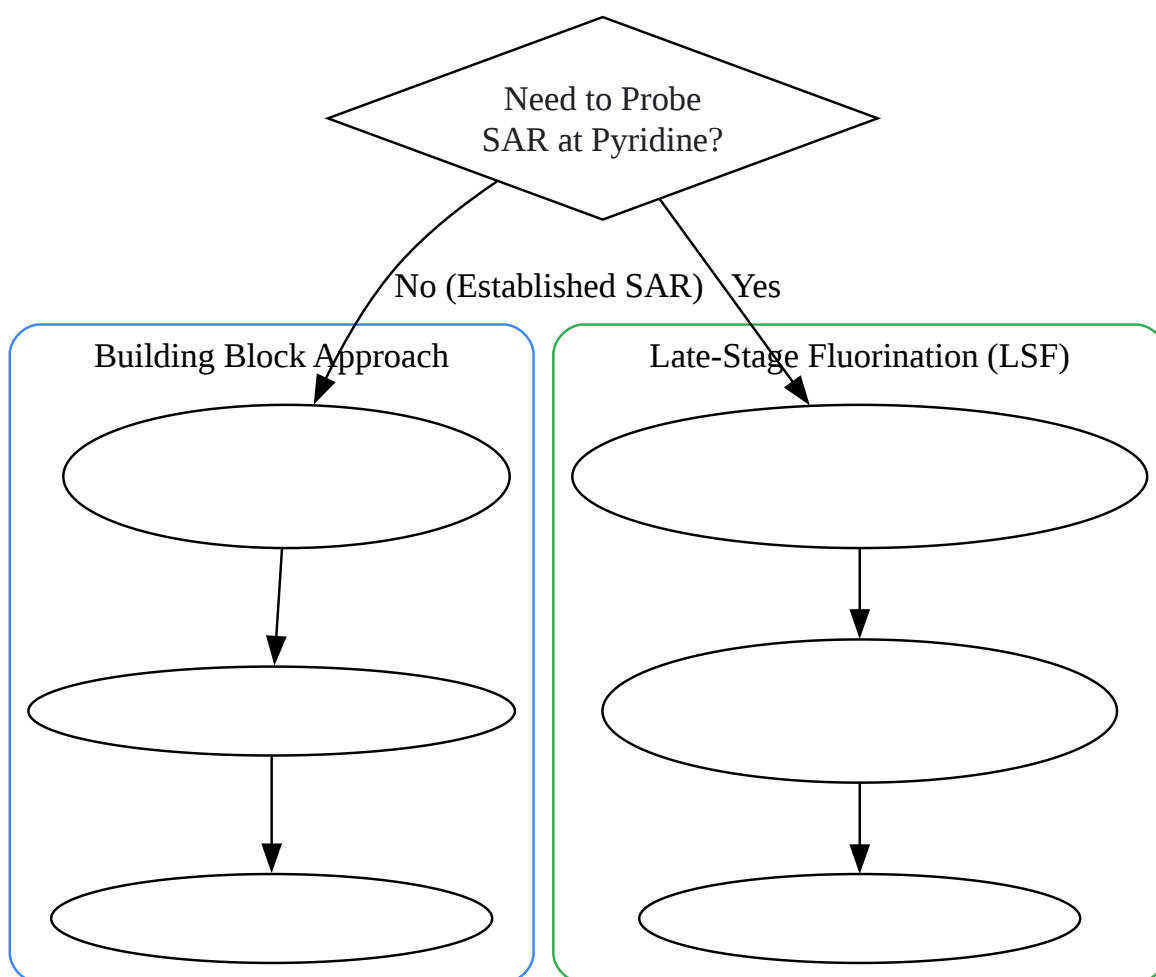 Need to Probe
SAR at Pyridine?
No (Established SAR)
Yes
Building Block Approach
Late-Stage Fluorination (LSF)